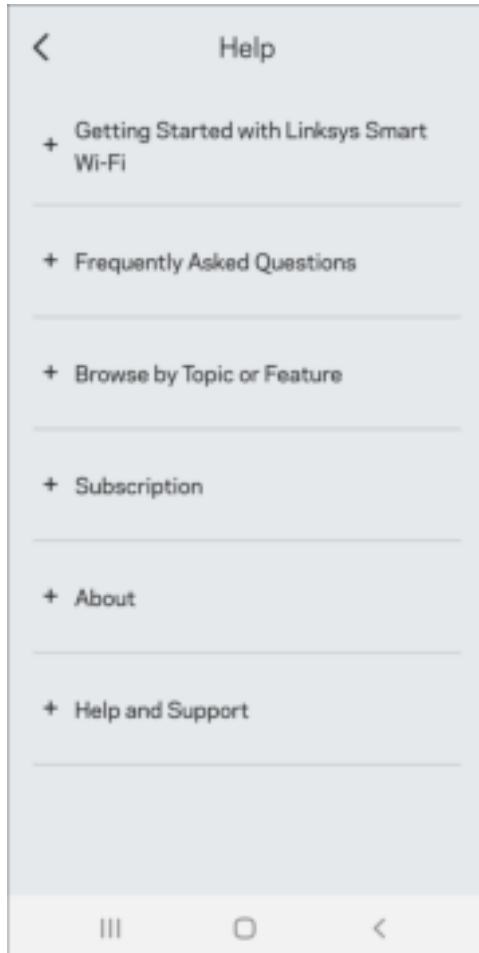 Help
Getting Started with Linksys Smart
Wi-Fi
Frequently Asked Questions
Browse by Topic or Feature
Subscription
About
Help and Support